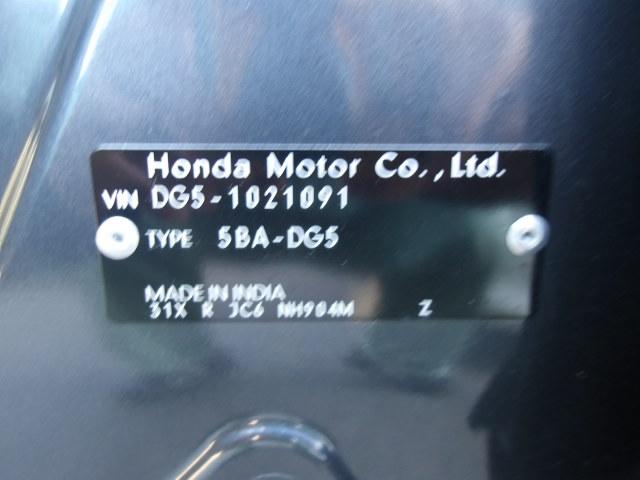 Honda Motor Co., Ltd.
VIN DG5-1021091
TYPE 5BA-DG5
MADE IN INDIA
31X R JC6 NH904M Z